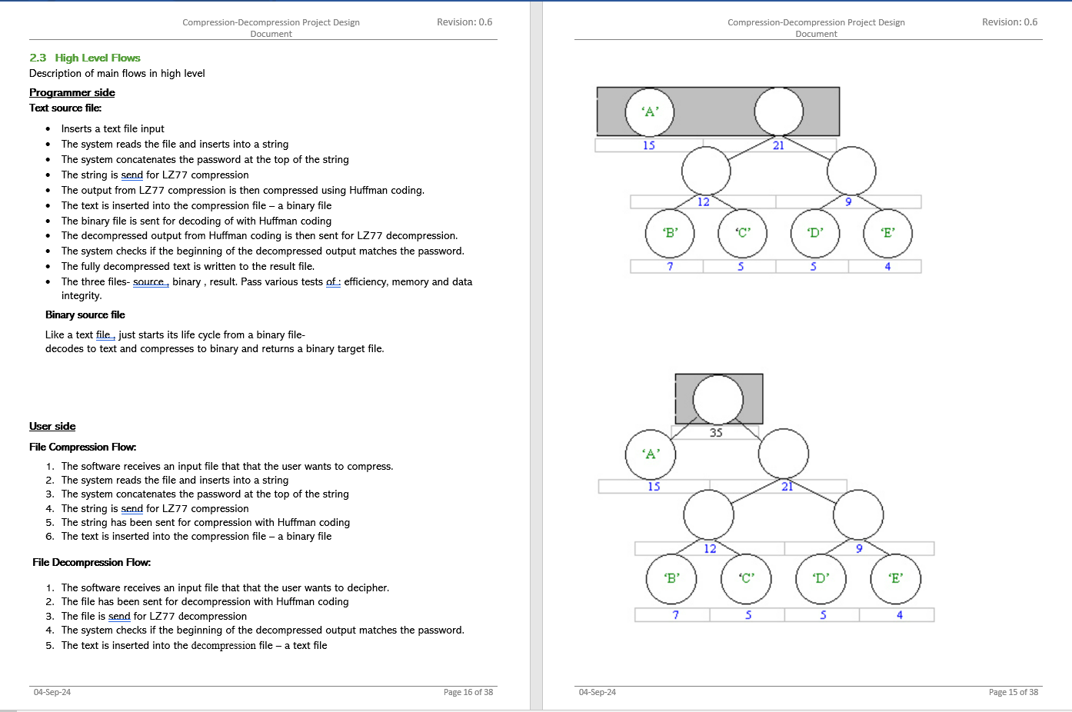 Compression-Decompression Project Design
Document
Revision: 0.6
2.3 High Level Flows
Description of main flows in high level
Programmer side
Text source file:
• Inserts a text file input
• The system reads the file and inserts into a string
• The system concatenates the password at the top of the string
• The string is send for LZ77 compression
• The output from LZ77 compression is then compressed using Huffman coding.
• The text is inserted into the compression file – a binary file
• The binary file is sent for decoding of with Huffman coding
• The decompressed output from Huffman coding is then sent for LZ77 decompression.
• The system checks if the beginning of the decompressed output matches the password.
• The fully decompressed text is written to the result file.
• The three files- source , binary , result. Pass various tests of : efficiency, memory and data
integrity.
Binary source file
Like a text file , just starts its life cycle from a binary file-
decodes to text and compresses to binary and returns a binary target file.
User side
File Compression Flow:
1. The software receives an input file that that the user wants to compress.
2. The system reads the file and inserts into a string
3. The system concatenates the password at the top of the string
4. The string is send for LZ77 compression
5. The string has been sent for compression with Huffman coding
6. The text is inserted into the compression file – a binary file
File Decompression Flow:
1. The software receives an input file that that the user wants to decipher.
2. The file has been sent for decompression with Huffman coding
3. The file is send for LZ77 decompression
4. The system checks if the beginning of the decompressed output matches the password.
5. The text is inserted into the decompression file – a text file
04-Sep-24
Page 16 of 38
Compression-Decompression Project Design
Document
Revision: 0.6
'A'
15 21
12 9
'B' 'C' 'D' 'E'
7 5 5 4
35
'A'
15 21
12 9
'B' 'C' 'D' 'E'
7 5 5 4
04-Sep-24
Page 15 of 38